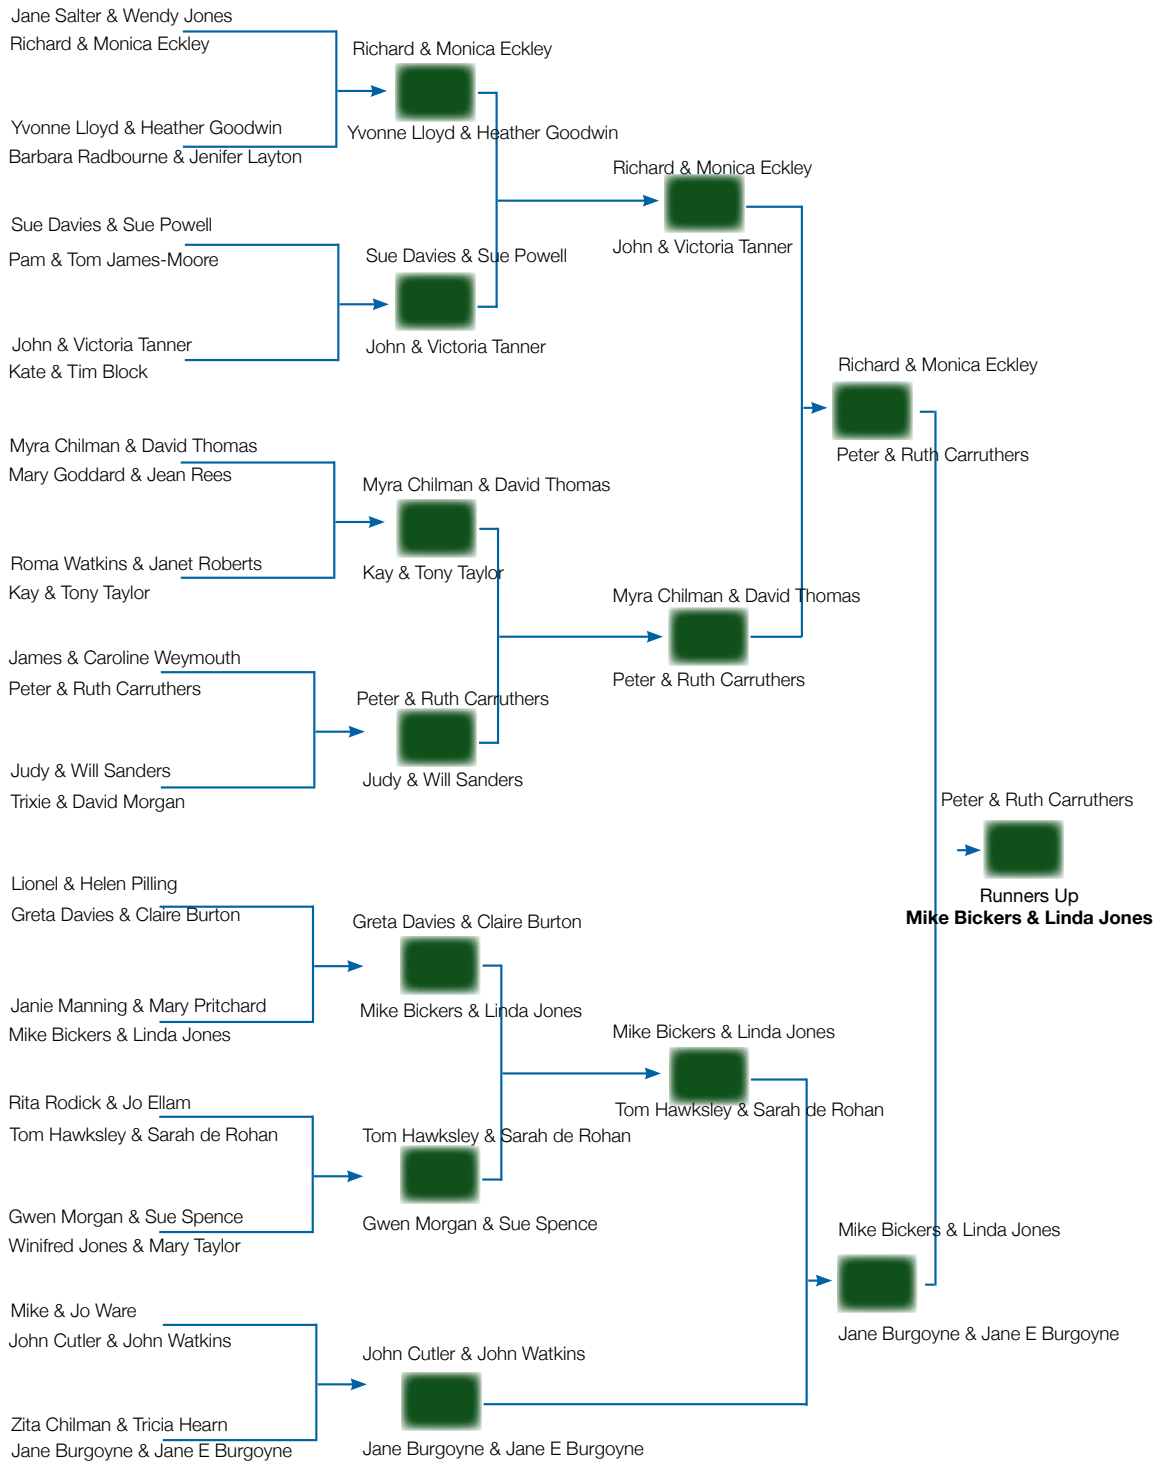 Jane Salter & Wendy Jones
Richard & Monica Eckley
Yvonne Lloyd & Heather Goodwin
Barbara Radbourne & Jenifer Layton
Sue Davies & Sue Powell
Pam & Tom James-Moore
John & Victoria Tanner
Kate & Tim Block
Myra Chilman & David Thomas
Mary Goddard & Jean Rees
Roma Watkins & Janet Roberts
Kay & Tony Taylor
James & Caroline Weymouth
Peter & Ruth Carruthers
Judy & Will Sanders
Trixie & David Morgan
Lionel & Helen Pilling
Greta Davies & Claire Burton
Janie Manning & Mary Pritchard
Mike Bickers & Linda Jones
Rita Rodick & Jo Ellam
Tom Hawksley & Sarah de Rohan
Gwen Morgan & Sue Spence
Winifred Jones & Mary Taylor
Mike & Jo Ware
John Cutler & John Watkins
Zita Chilman & Tricia Hearn
Jane Burgoyne & Jane E Burgoyne
Richard & Monica Eckley
Yvonne Lloyd & Heather Goodwin
Sue Davies & Sue Powell
John & Victoria Tanner
Myra Chilman & David Thomas
Kay & Tony Taylor
Peter & Ruth Carruthers
Judy & Will Sanders
Greta Davies & Claire Burton
Mike Bickers & Linda Jones
Tom Hawksley & Sarah de Rohan
Gwen Morgan & Sue Spence
John Cutler & John Watkins
Jane Burgoyne & Jane E Burgoyne
Richard & Monica Eckley
John & Victoria Tanner
Myra Chilman & David Thomas
Peter & Ruth Carruthers
Mike Bickers & Linda Jones
Tom Hawksley & Sarah de Rohan
Richard & Monica Eckley
Peter & Ruth Carruthers
Mike Bickers & Linda Jones
Jane Burgoyne & Jane E Burgoyne
Peter & Ruth Carruthers
Runners Up
Mike Bickers & Linda Jones